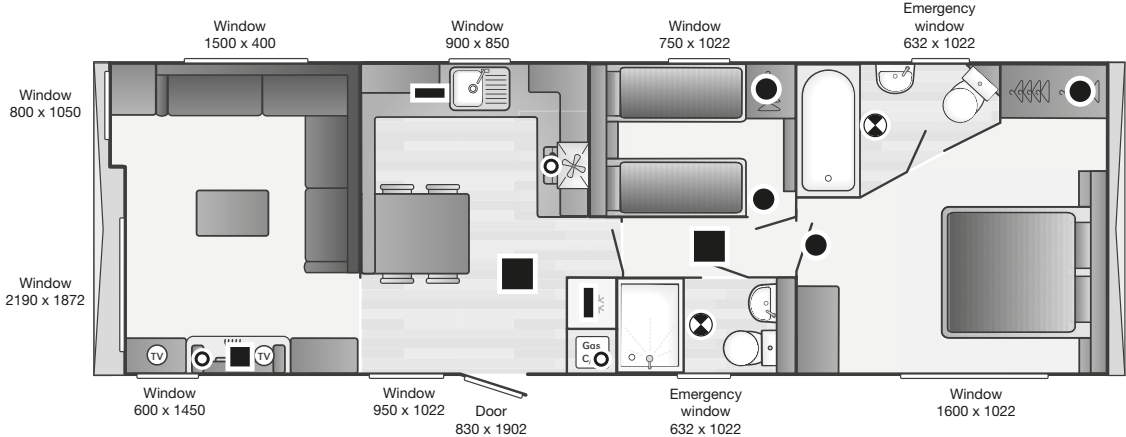 Window
1500 x 400
Window
900 x 850
Window
750 x 1022
Emergency
window
632 x 1022
Window
800 x 1050
Window
2190 x 1872
TV
TV
Gas
C
Window
600 x 1450
Window
950 x 1022
Door
830 x 1902
Emergency
window
632 x 1022
Window
1600 x 1022